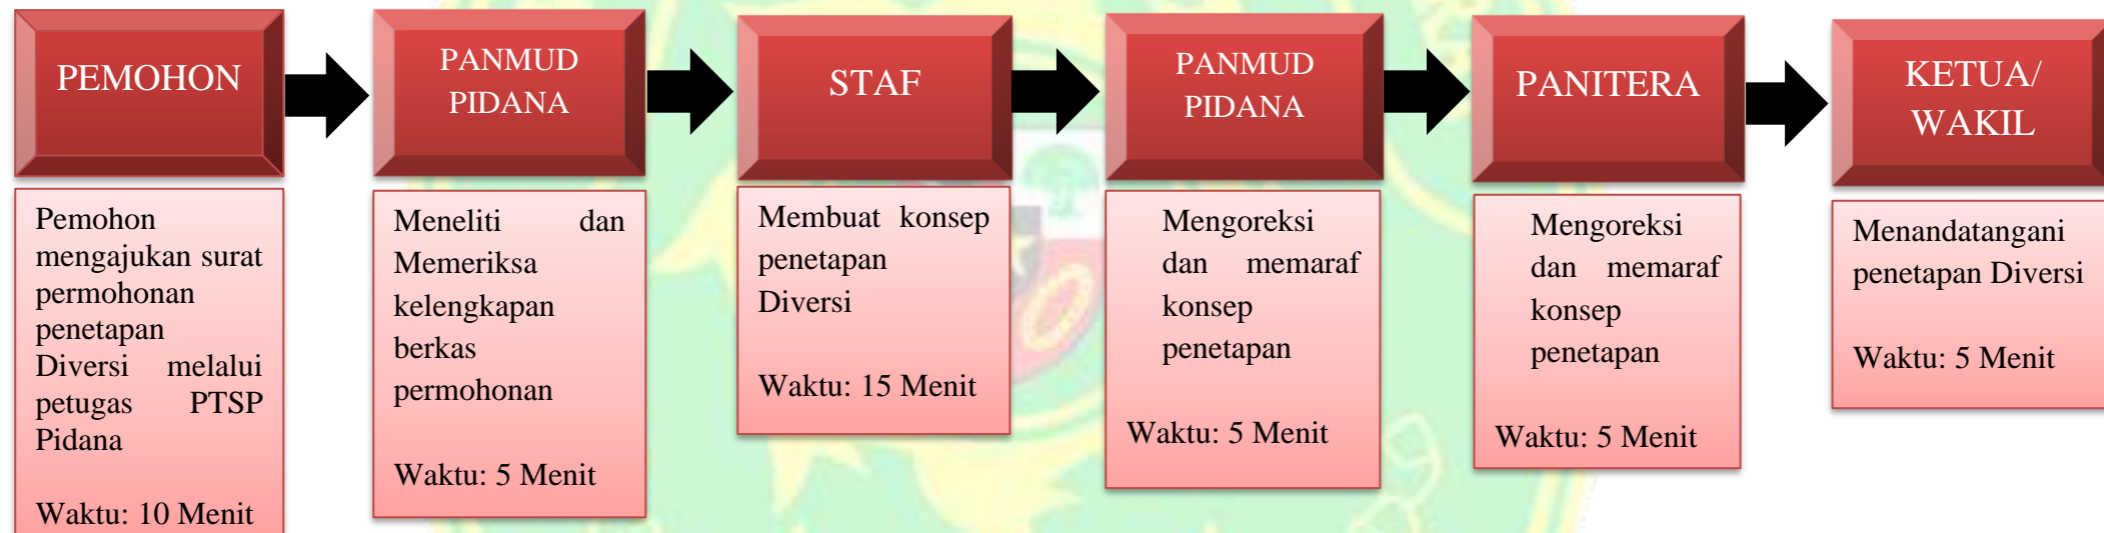 PEMOHON
Pemohon
mengajukan surat
permohonan
penetapan
Diversi melalui
petugas PTSP
Pidana
Waktu: 10 Menit
PANMUD
PIDANA
Meneliti dan
Memeriksa
kelengkapan
berkas
permohonan
Waktu: 5 Menit
STAF
Membuat konsep
penetapan
Diversi
Waktu: 15 Menit
PANMUD
PIDANA
Mengoreksi
dan memaraf
konsep
penetapan
Waktu: 5 Menit
PANITERA
Mengoreksi
dan memaraf
konsep
penetapan
Waktu: 5 Menit
KETUA/
WAKIL
Menandatangani
penetapan Diversi
Waktu: 5 Menit